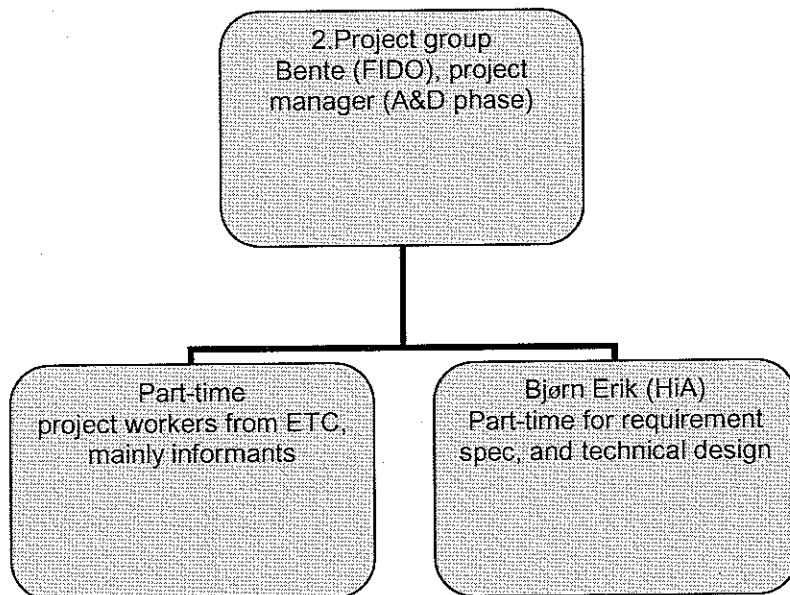 2.Project group
Bente (FIDO), project
manager (A&D phase)
Part-time
project workers from ETC,
mainly informants
Bjørn Erik (HiA)
Part-time for requirement
spec, and technical design